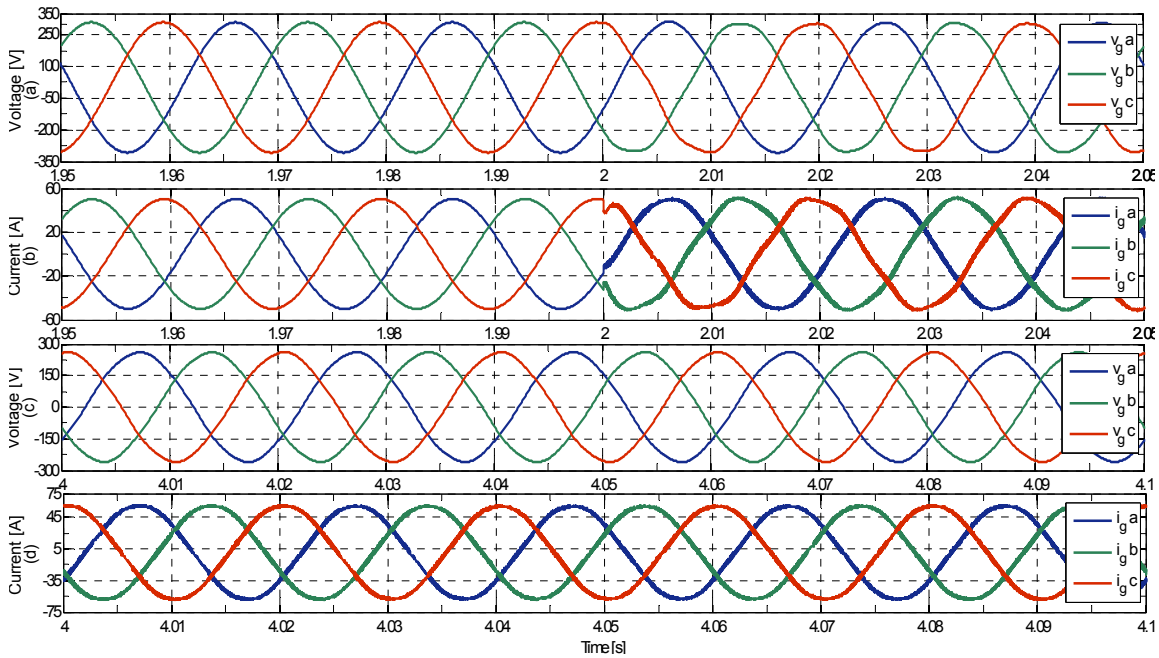 350
250
100
-50
-200
-350
Voltage [V]
(a)
v_g a
v_g b
v_g c
1.95 1.96 1.97 1.98 1.99 2 2.01 2.02 2.03 2.04 2.05
60
20
-20
-60
Current [A]
(b)
i_g a
i_g b
i_g c
1.95 1.96 1.97 1.98 1.99 2 2.01 2.02 2.03 2.04 2.05
300
150
0
-150
-300
Voltage [V]
(c)
v_g a
v_g b
v_g c
4 4.01 4.02 4.03 4.04 4.05 4.06 4.07 4.08 4.09 4.1
75
45
5
-35
-75
Current [A]
(d)
i_g a
i_g b
i_g c
4 4.01 4.02 4.03 4.04 4.05 4.06 4.07 4.08 4.09 4.1
Time [s]